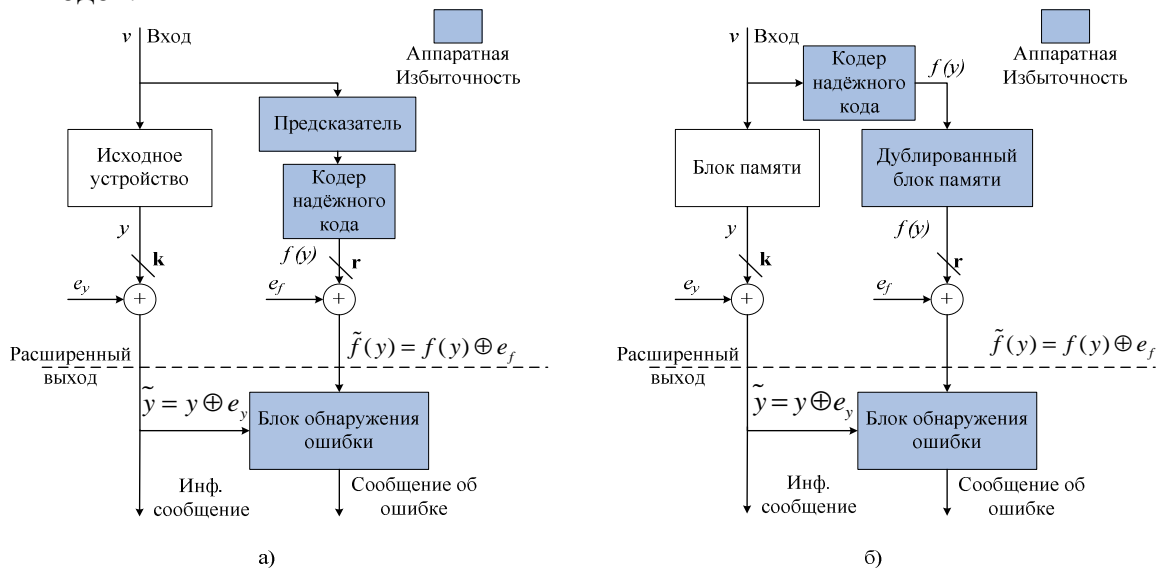 v Вход
Аппаратная
Избыточность
Предсказатель
Исходное
устройство
Кодер
надёжного
кода
y
f(y)
k
r
e_y
+
e_f
+
f̃(y) = f(y) ⊕ e_f
Расширенный
выход
ỹ = y ⊕ e_y
Блок обнаружения
ошибки
Инф.
сообщение
Сообщение об
ошибке
а)
v Вход
Кодер
надёжного
кода
f(y)
Аппаратная
Избыточность
Блок памяти
Дублированный
блок памяти
y
f(y)
k
r
e_y
+
e_f
+
f̃(y) = f(y) ⊕ e_f
Расширенный
выход
ỹ = y ⊕ e_y
Блок обнаружения
ошибки
Инф.
сообщение
Сообщение об
ошибке
б)